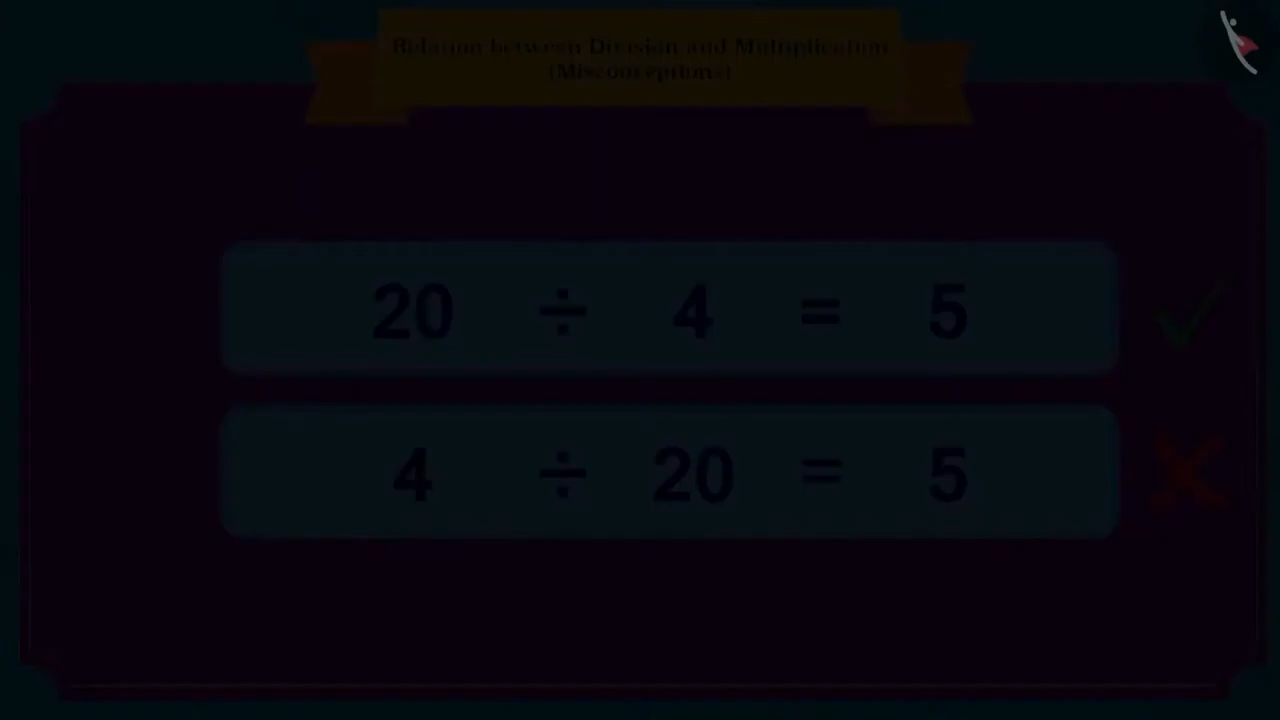 Relation between Division and Multiplication
(Misconceptions)
20 ÷ 4 = 5
4 ÷ 20 = 5